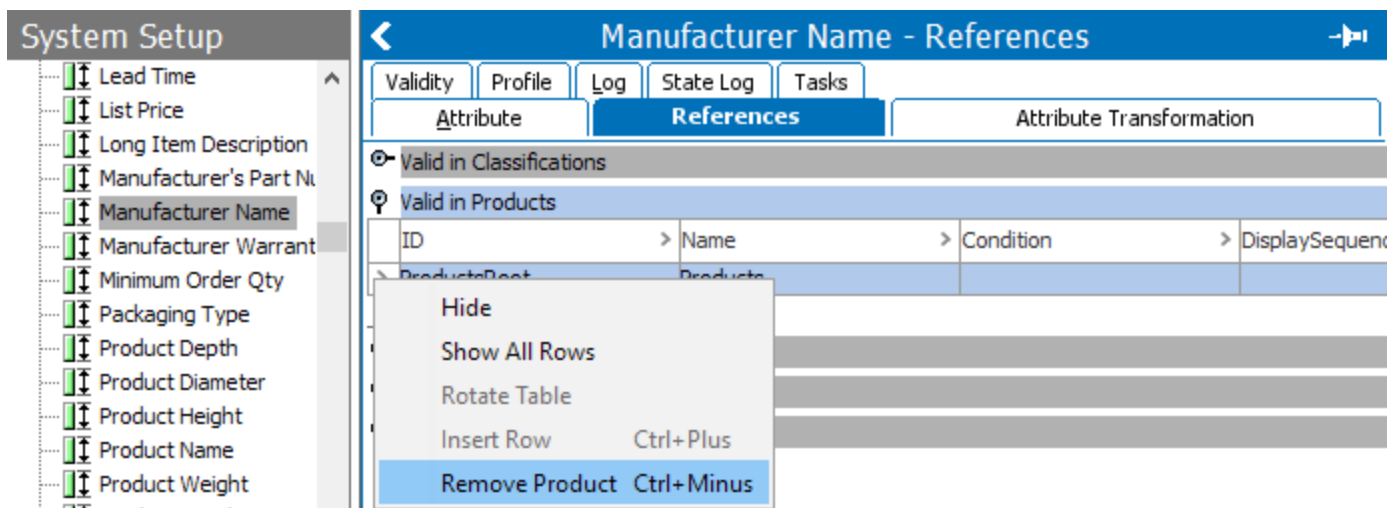 System Setup
Lead Time
List Price
Long Item Description
Manufacturer's Part Nu
Manufacturer Name
Manufacturer Warrant
Minimum Order Qty
Packaging Type
Product Depth
Product Diameter
Product Height
Product Name
Product Weight
Manufacturer Name - References
Validity Profile Log State Log Tasks
Attribute References Attribute Transformation
Valid in Classifications
Valid in Products
ID > Name > Condition > DisplaySequenc
> ProductsRoot Products
Hide
Show All Rows
Rotate Table
Insert Row Ctrl+Plus
Remove Product Ctrl+Minus